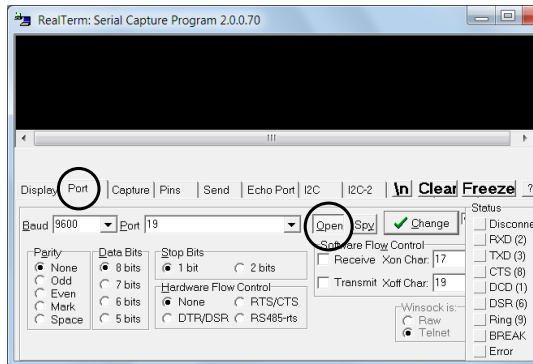 RealTerm: Serial Capture Program 2.0.0.70
Display Port Capture Pins Send Echo Port I2C I2C-2 \n Clear Freeze ?
Status
Baud 9600 Port 19 Open Spy Change
Disconne
RXD (2)
TXD (3)
CTS (8)
DCD (1)
DSR (6)
Ring (9)
BREAK
Error
Parity
None
Odd
Even
Mark
Space
Data Bits
8 bits
7 bits
6 bits
5 bits
Stop Bits
1 bit 2 bits
Hardware Flow Control
None RTS/CTS
DTR/DSR RS485-rts
Software Flow Control
Receive Xon Char: 17
Transmit Xoff Char: 19
Winsock is:
Raw
Telnet